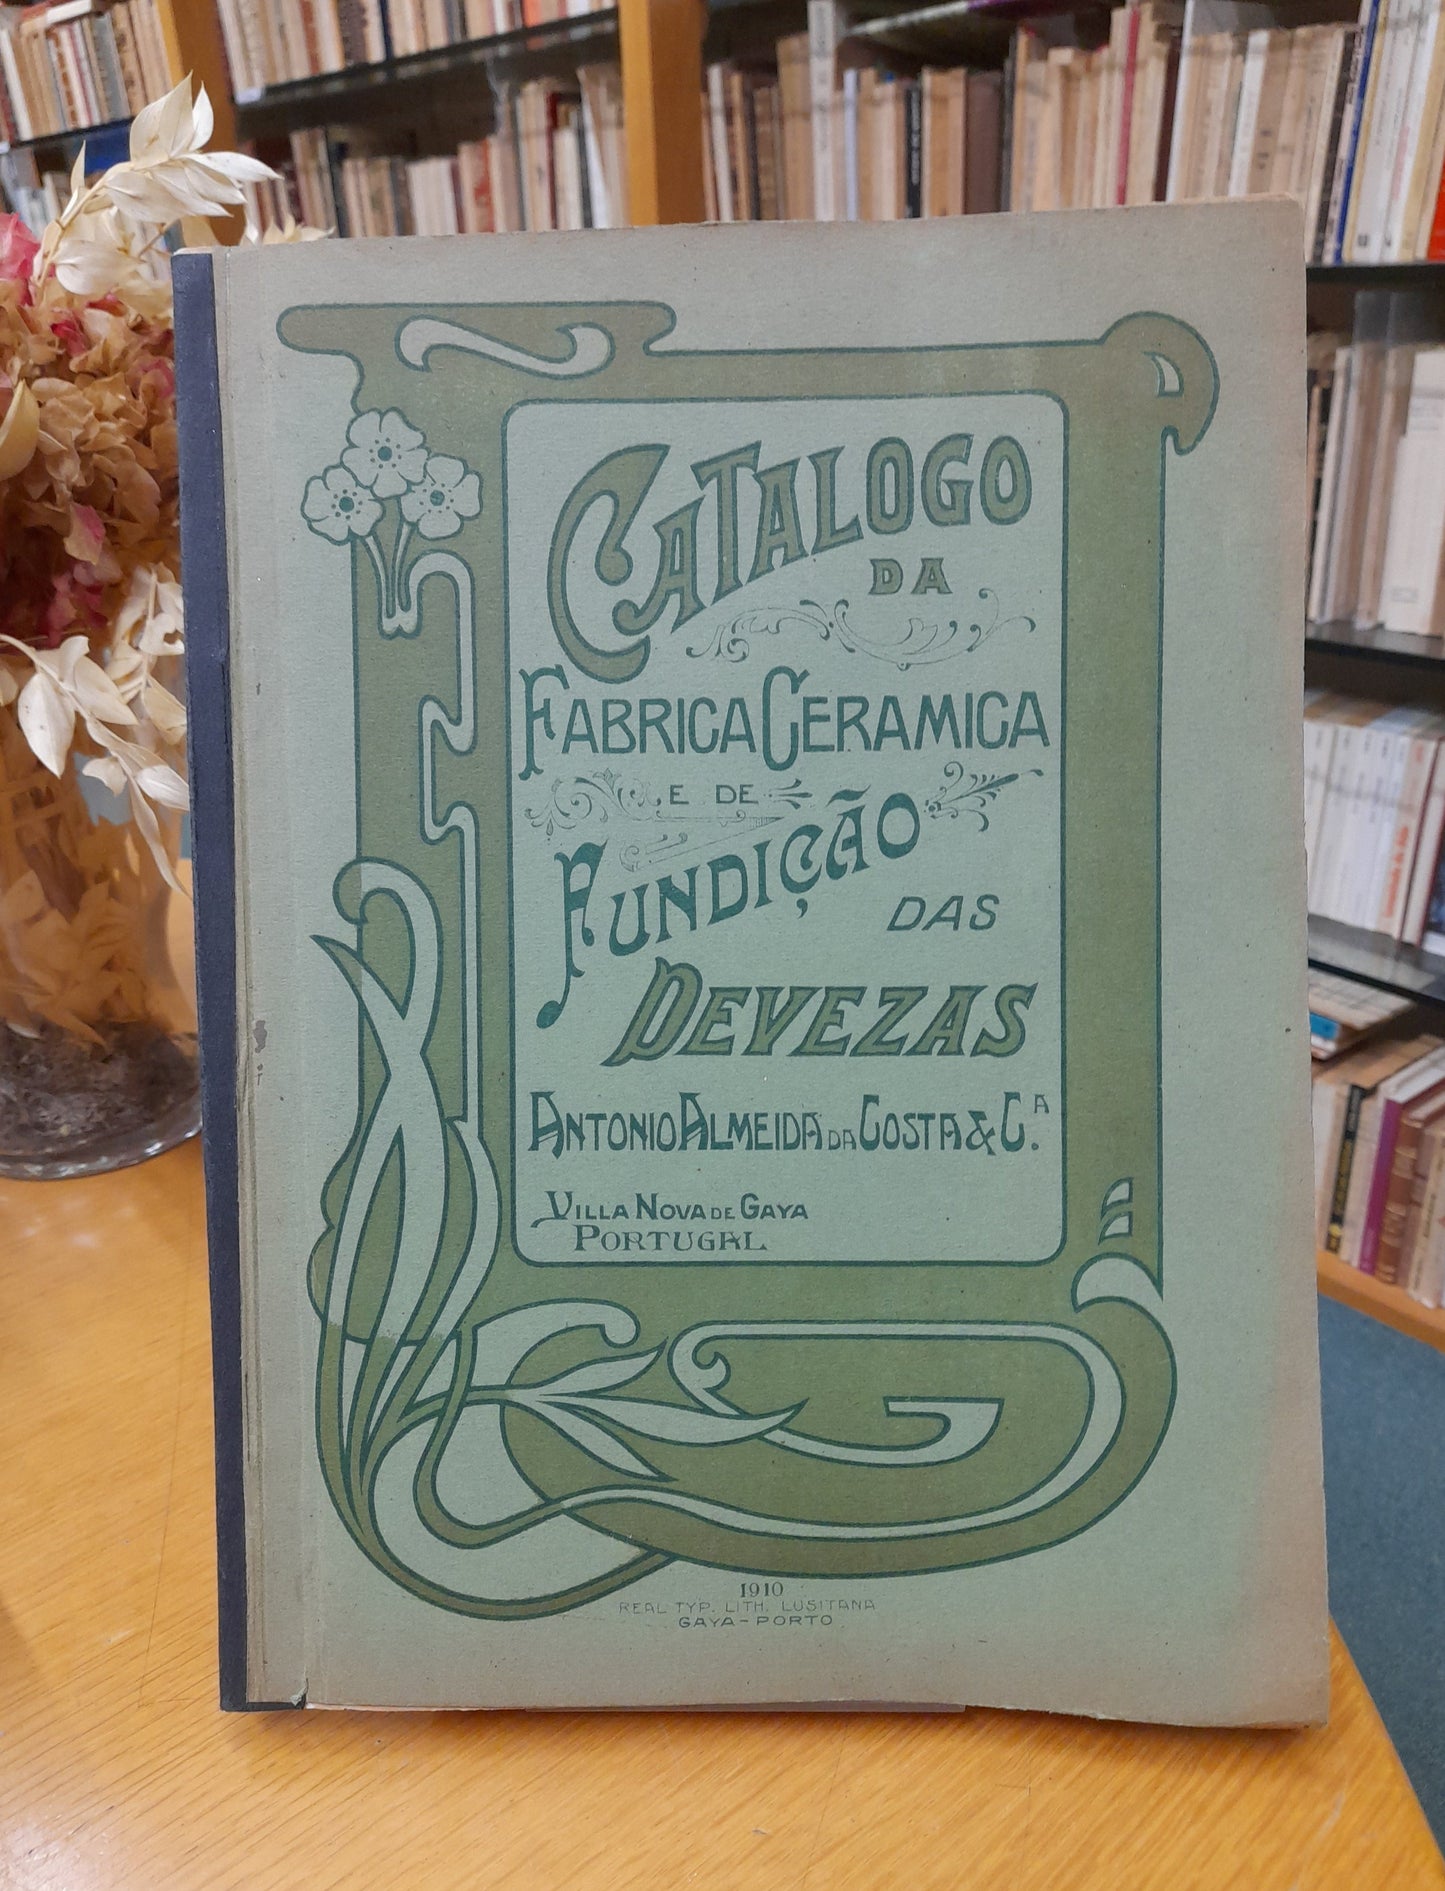 CATALOGO
DA
FABRICA CERAMICA
E DE
FUNDIÇÃO
DAS
DEVEZAS
ANTONIO ALMEIDA DA COSTA & C.A
VILLA NOVA DE GAYA
PORTUGAL
1910
REAL TYP. LITH. LUSITANA
GAYA-PORTO